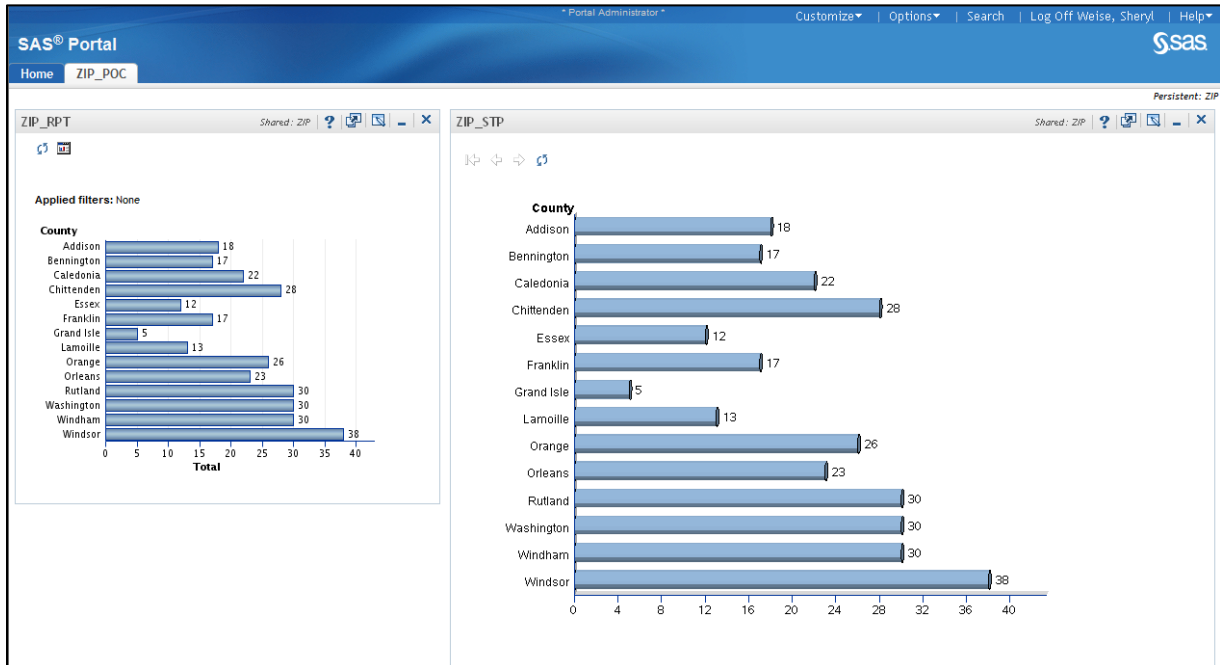 * Portal Administrator *
Customize▾ | Options▾ | Search | Log Off Weise, Sheryl | Help▾
SAS® Portal
sas
Home ZIP_POC
Persistent: ZIP
ZIP_RPT Shared: ZIP
Applied filters: None
County
Addison 18
Bennington 17
Caledonia 22
Chittenden 28
Essex 12
Franklin 17
Grand Isle 5
Lamoille 13
Orange 26
Orleans 23
Rutland 30
Washington 30
Windham 30
Windsor 38
0 5 10 15 20 25 30 35 40
Total
ZIP_STP Shared: ZIP
County
Addison 18
Bennington 17
Caledonia 22
Chittenden 28
Essex 12
Franklin 17
Grand Isle 5
Lamoille 13
Orange 26
Orleans 23
Rutland 30
Washington 30
Windham 30
Windsor 38
0 4 8 12 16 20 24 28 32 36 40